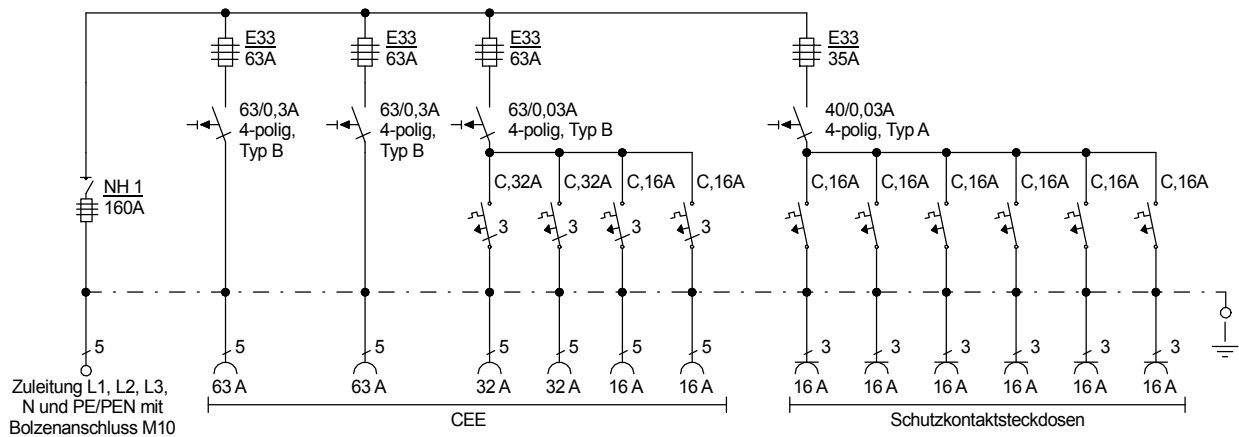 E33
63A
E33
63A
E33
63A
E33
35A
63/0,3A
4-polig,
Typ B
63/0,3A
4-polig,
Typ B
63/0,03A
4-polig, Typ B
40/0,03A
4-polig, Typ A
NH 1
160A
C,32A C,32A C,16A C,16A C,16A C,16A C,16A C,16A C,16A C,16A
3 3 3 3
5 5 5 5 5 5 5 3 3 3 3 3 3
63 A 63 A 32 A 32 A 16 A 16 A 16 A 16 A 16 A 16 A 16 A 16 A
Zuleitung L1, L2, L3,
N und PE/PEN mit
Bolzenanschluss M10
CEE
Schutzkontaktsteckdosen